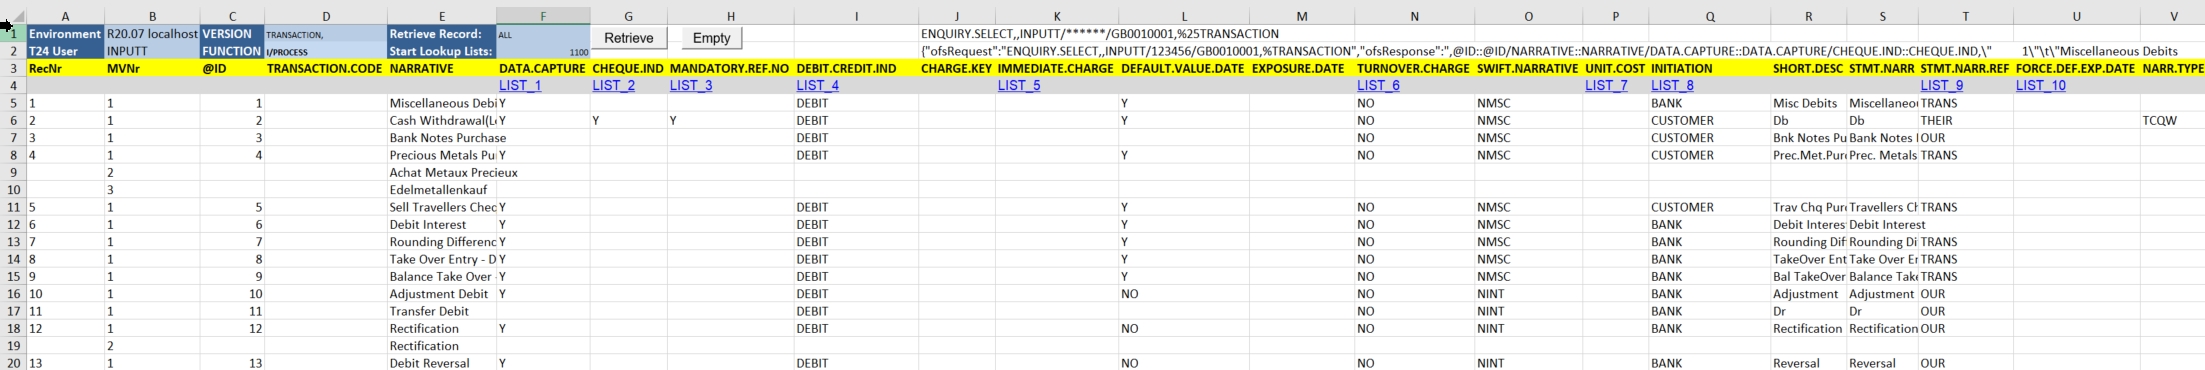 A B C D E F G H I J K L M N O P Q R S T U V
1 Environment R20.07 localhost VERSION TRANSACTION, Retrieve Record: ALL Retrieve Empty ENQUIRY.SELECT,,INPUTT/******/GB0010001,%25TRANSACTION
2 T24 User INPUTT FUNCTION I/PROCESS Start Lookup Lists: 1100 {"ofsRequest":"ENQUIRY.SELECT,,INPUTT/123456/GB0010001,%TRANSACTION","ofsResponse":",@ID::@ID/NARRATIVE::NARRATIVE/DATA.CAPTURE::DATA.CAPTURE/CHEQUE.IND::CHEQUE.IND,\" 1\"\t\"Miscellaneous Debits
3 RecNr MVNr @ID TRANSACTION.CODE NARRATIVE DATA.CAPTURE CHEQUE.IND MANDATORY.REF.NO DEBIT.CREDIT.IND CHARGE.KEY IMMEDIATE.CHARGE DEFAULT.VALUE.DATE EXPOSURE.DATE TURNOVER.CHARGE SWIFT.NARRATIVE UNIT.COST INITIATION SHORT.DESC STMT.NARR STMT.NARR.REF FORCE.DEF.EXP.DATE NARR.TYPE
4 LIST_1 LIST_2 LIST_3 LIST_4 LIST_5 LIST_6 LIST_7 LIST_8 LIST_9 LIST_10
5 1 1 1 Miscellaneous Debi Y DEBIT Y NO NMSC BANK Misc Debits Miscellaneo TRANS
6 2 1 2 Cash Withdrawal(L Y Y Y DEBIT Y NO NMSC CUSTOMER Db Db THEIR TCQW
7 3 1 3 Bank Notes Purchase DEBIT NO NMSC CUSTOMER Bnk Notes Pu Bank Notes OUR
8 4 1 4 Precious Metals Pu Y DEBIT Y NO NMSC CUSTOMER Prec.Met.Pur Prec. Metals TRANS
9 2 Achat Metaux Precieux
10 3 Edelmetallenkauf
11 5 1 5 Sell Travellers Chec Y DEBIT Y NO NMSC CUSTOMER Trav Chq Pur Travellers Ch TRANS
12 6 1 6 Debit Interest Y DEBIT Y NO NMSC BANK Debit Interes Debit Interest
13 7 1 7 Rounding Differenc Y DEBIT Y NO NMSC BANK Rounding Dif Rounding Di TRANS
14 8 1 8 Take Over Entry - D Y DEBIT Y NO NMSC BANK TakeOver Ent Take Over Er TRANS
15 9 1 9 Balance Take Over - Y DEBIT Y NO NMSC BANK Bal TakeOver Balance Take TRANS
16 10 1 10 Adjustment Debit Y DEBIT NO NO NINT BANK Adjustment Adjustment OUR
17 11 1 11 Transfer Debit DEBIT NO NINT BANK Dr Dr OUR
18 12 1 12 Rectification Y DEBIT NO NO NINT BANK Rectification Rectification OUR
19 2 Rectification
20 13 1 13 Debit Reversal Y DEBIT NO NO NINT BANK Reversal Reversal OUR